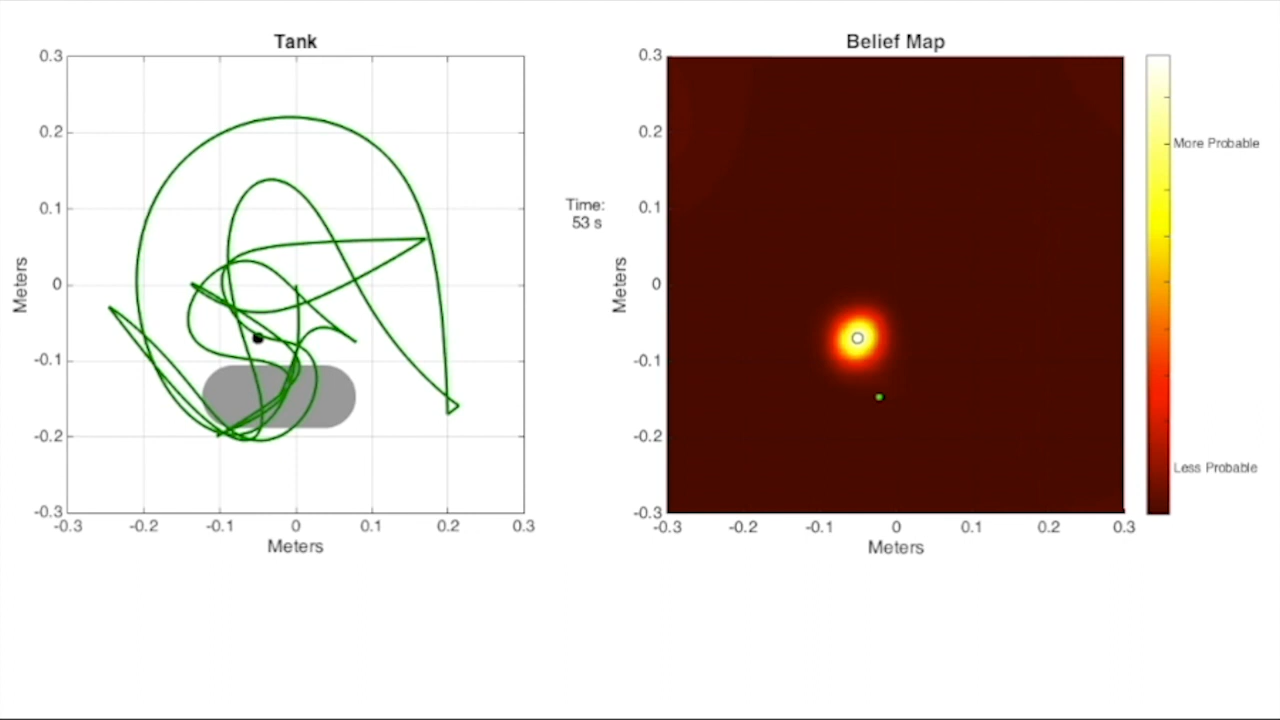 Tank
0.3
0.2
0.1
0
-0.1
-0.2
-0.3
Meters
-0.3 -0.2 -0.1 0 0.1 0.2 0.3
Meters
Time:
53 s
Belief Map
0.3
0.2
0.1
0
-0.1
-0.2
-0.3
Meters
-0.3 -0.2 -0.1 0 0.1 0.2 0.3
Meters
More Probable
Less Probable